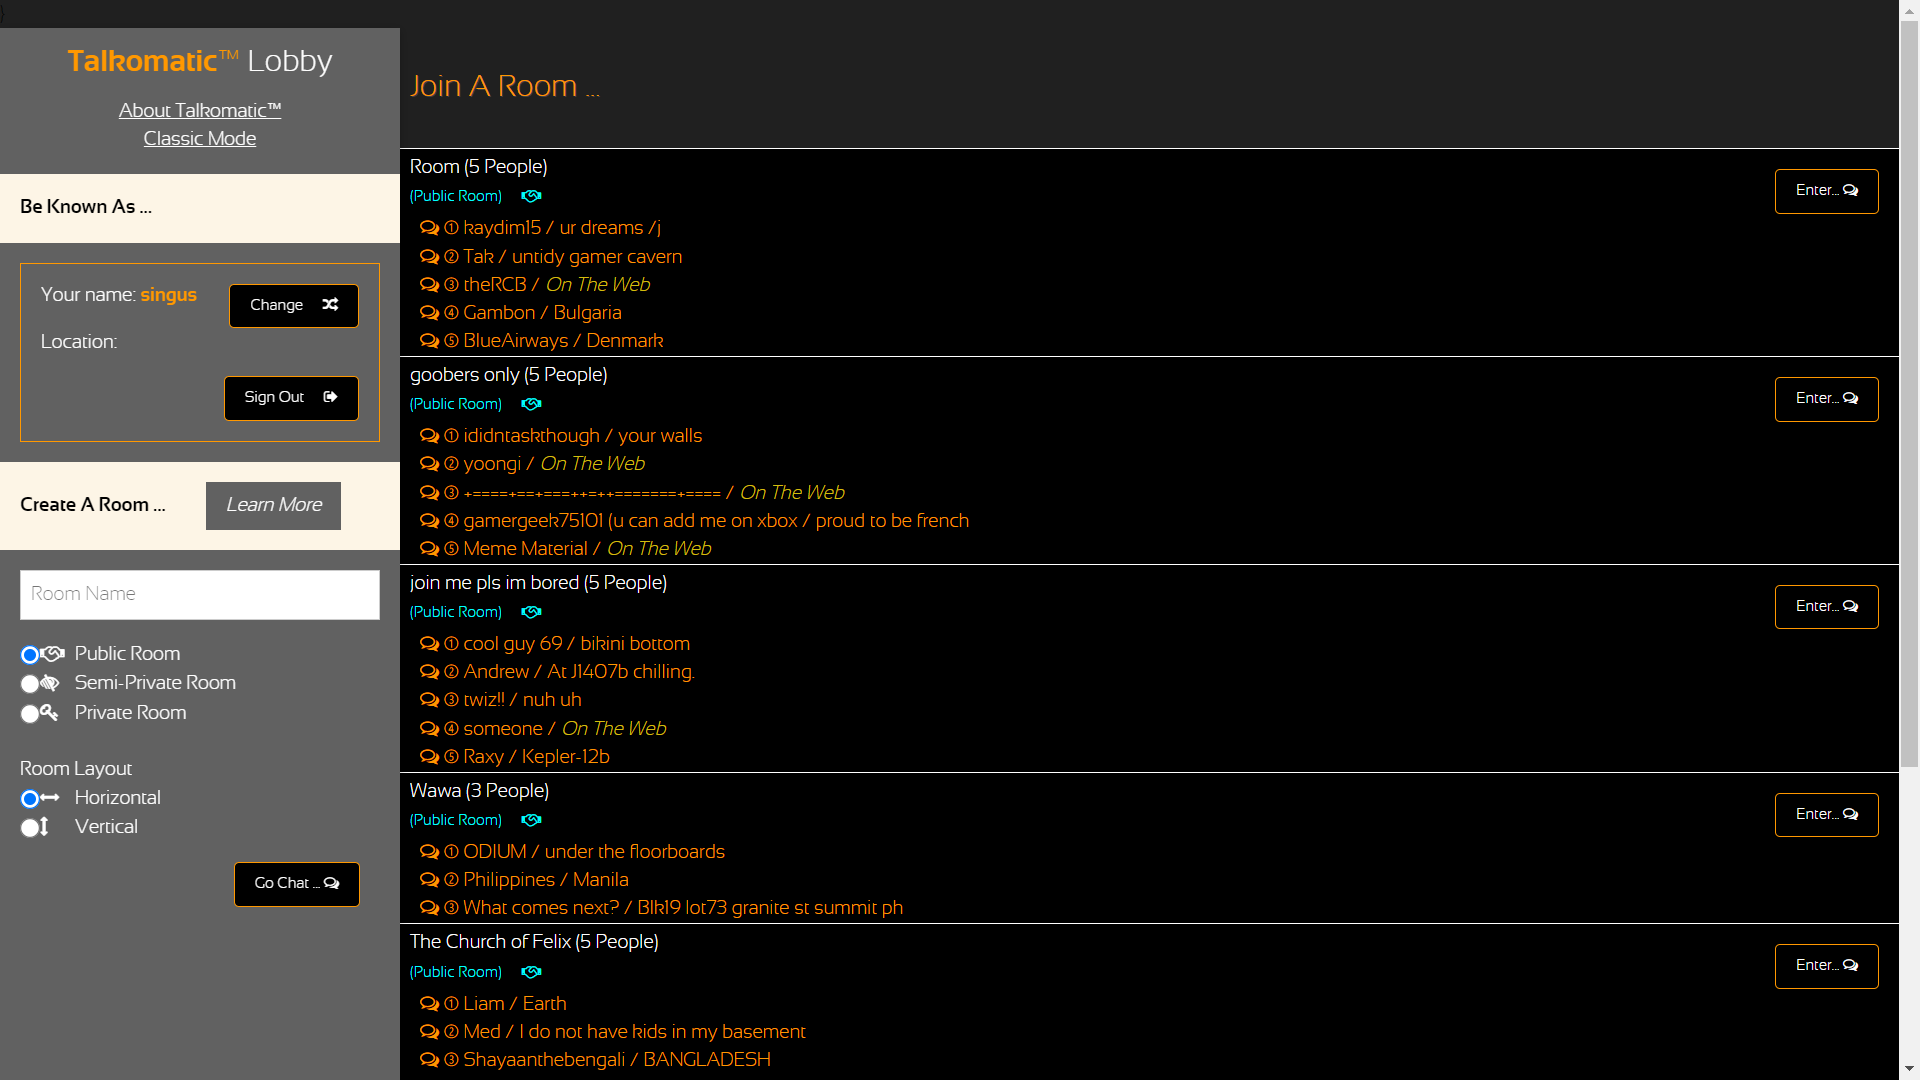 )
Talkomatic™ Lobby
About Talkomatic™
Classic Mode
Be Known As ...
Your name: singus
Change
Location:
Sign Out
Create A Room ...
Learn More
Room Name
Public Room
Semi-Private Room
Private Room
Room Layout
Horizontal
Vertical
Go Chat ...
Join A Room ...
Room (5 People)
Enter...
(Public Room)
① kaydim15 / ur dreams /j
② Tak / untidy gamer cavern
③ theRCB / On The Web
④ Gambon / Bulgaria
⑤ BlueAirways / Denmark
goobers only (5 People)
Enter...
(Public Room)
① ididntaskthough / your walls
② yoongi / On The Web
③ +====+==+===++=++=======+==== / On The Web
④ gamergeek75101 (u can add me on xbox / proud to be french
⑤ Meme Material / On The Web
join me pls im bored (5 People)
Enter...
(Public Room)
① cool guy 69 / bikini bottom
② Andrew / At J1407b chilling.
③ twiz!! / nuh uh
④ someone / On The Web
⑤ Raxy / Kepler-12b
Wawa (3 People)
Enter...
(Public Room)
① ODIUM / under the floorboards
② Philippines / Manila
③ What comes next? / Blk19 lot73 granite st summit ph
The Church of Felix (5 People)
Enter...
(Public Room)
① Liam / Earth
② Med / I do not have kids in my basement
③ Shayaanthebengali / BANGLADESH